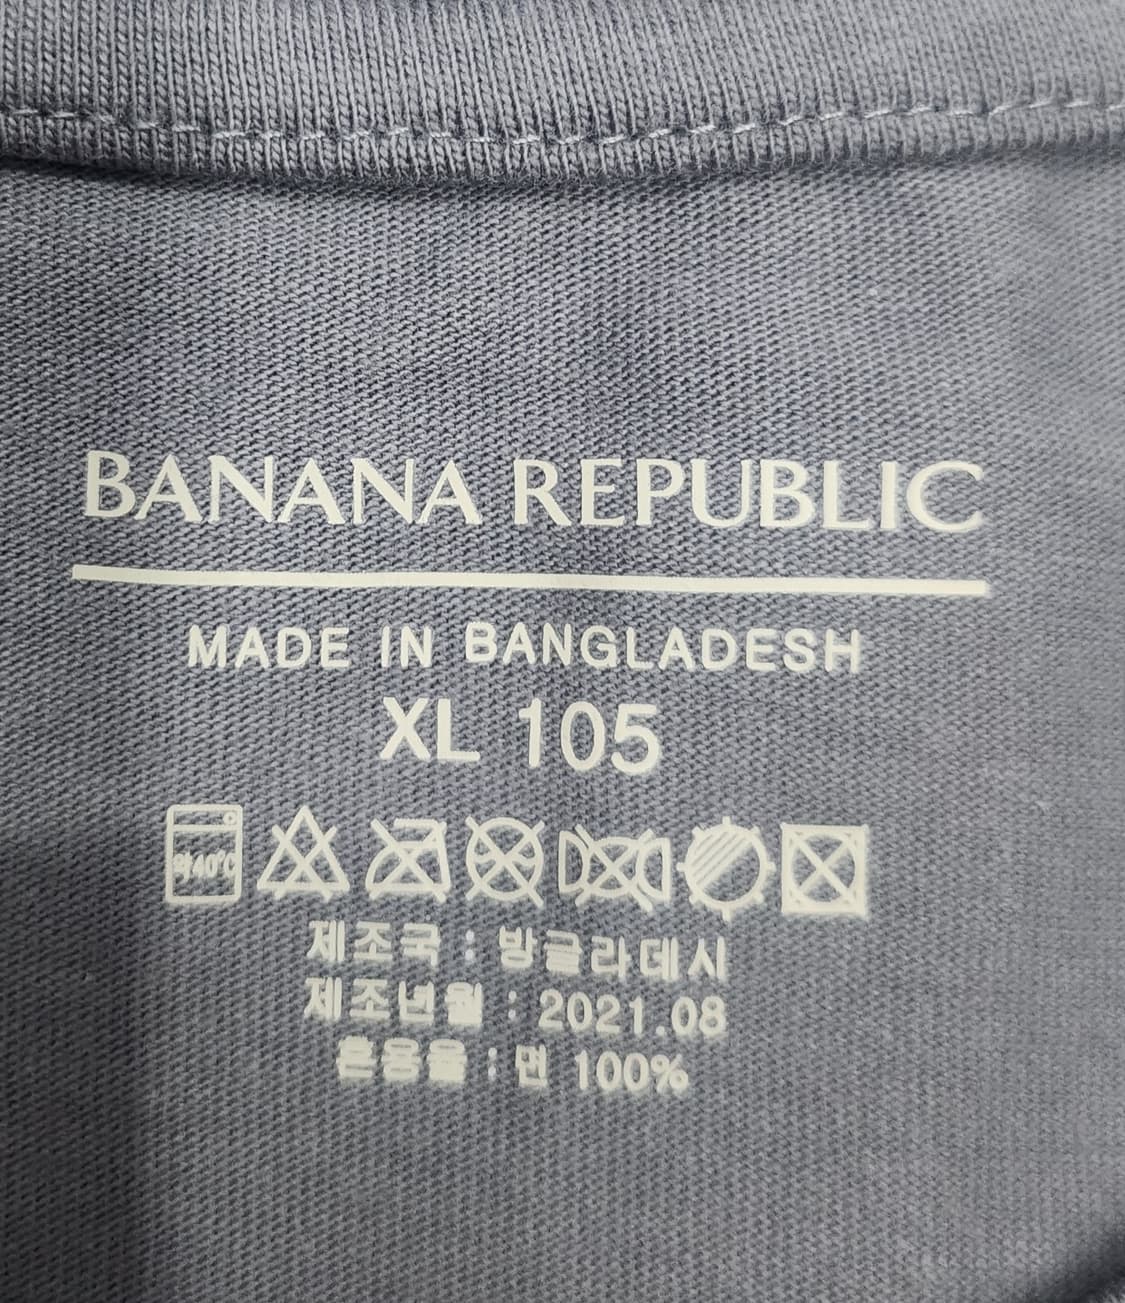 BANANA REPUBLIC
MADE IN BANGLADESH
XL 105
약40℃
제조국 : 방글라데시
제조년월 : 2021.08
혼용율 : 면 100%